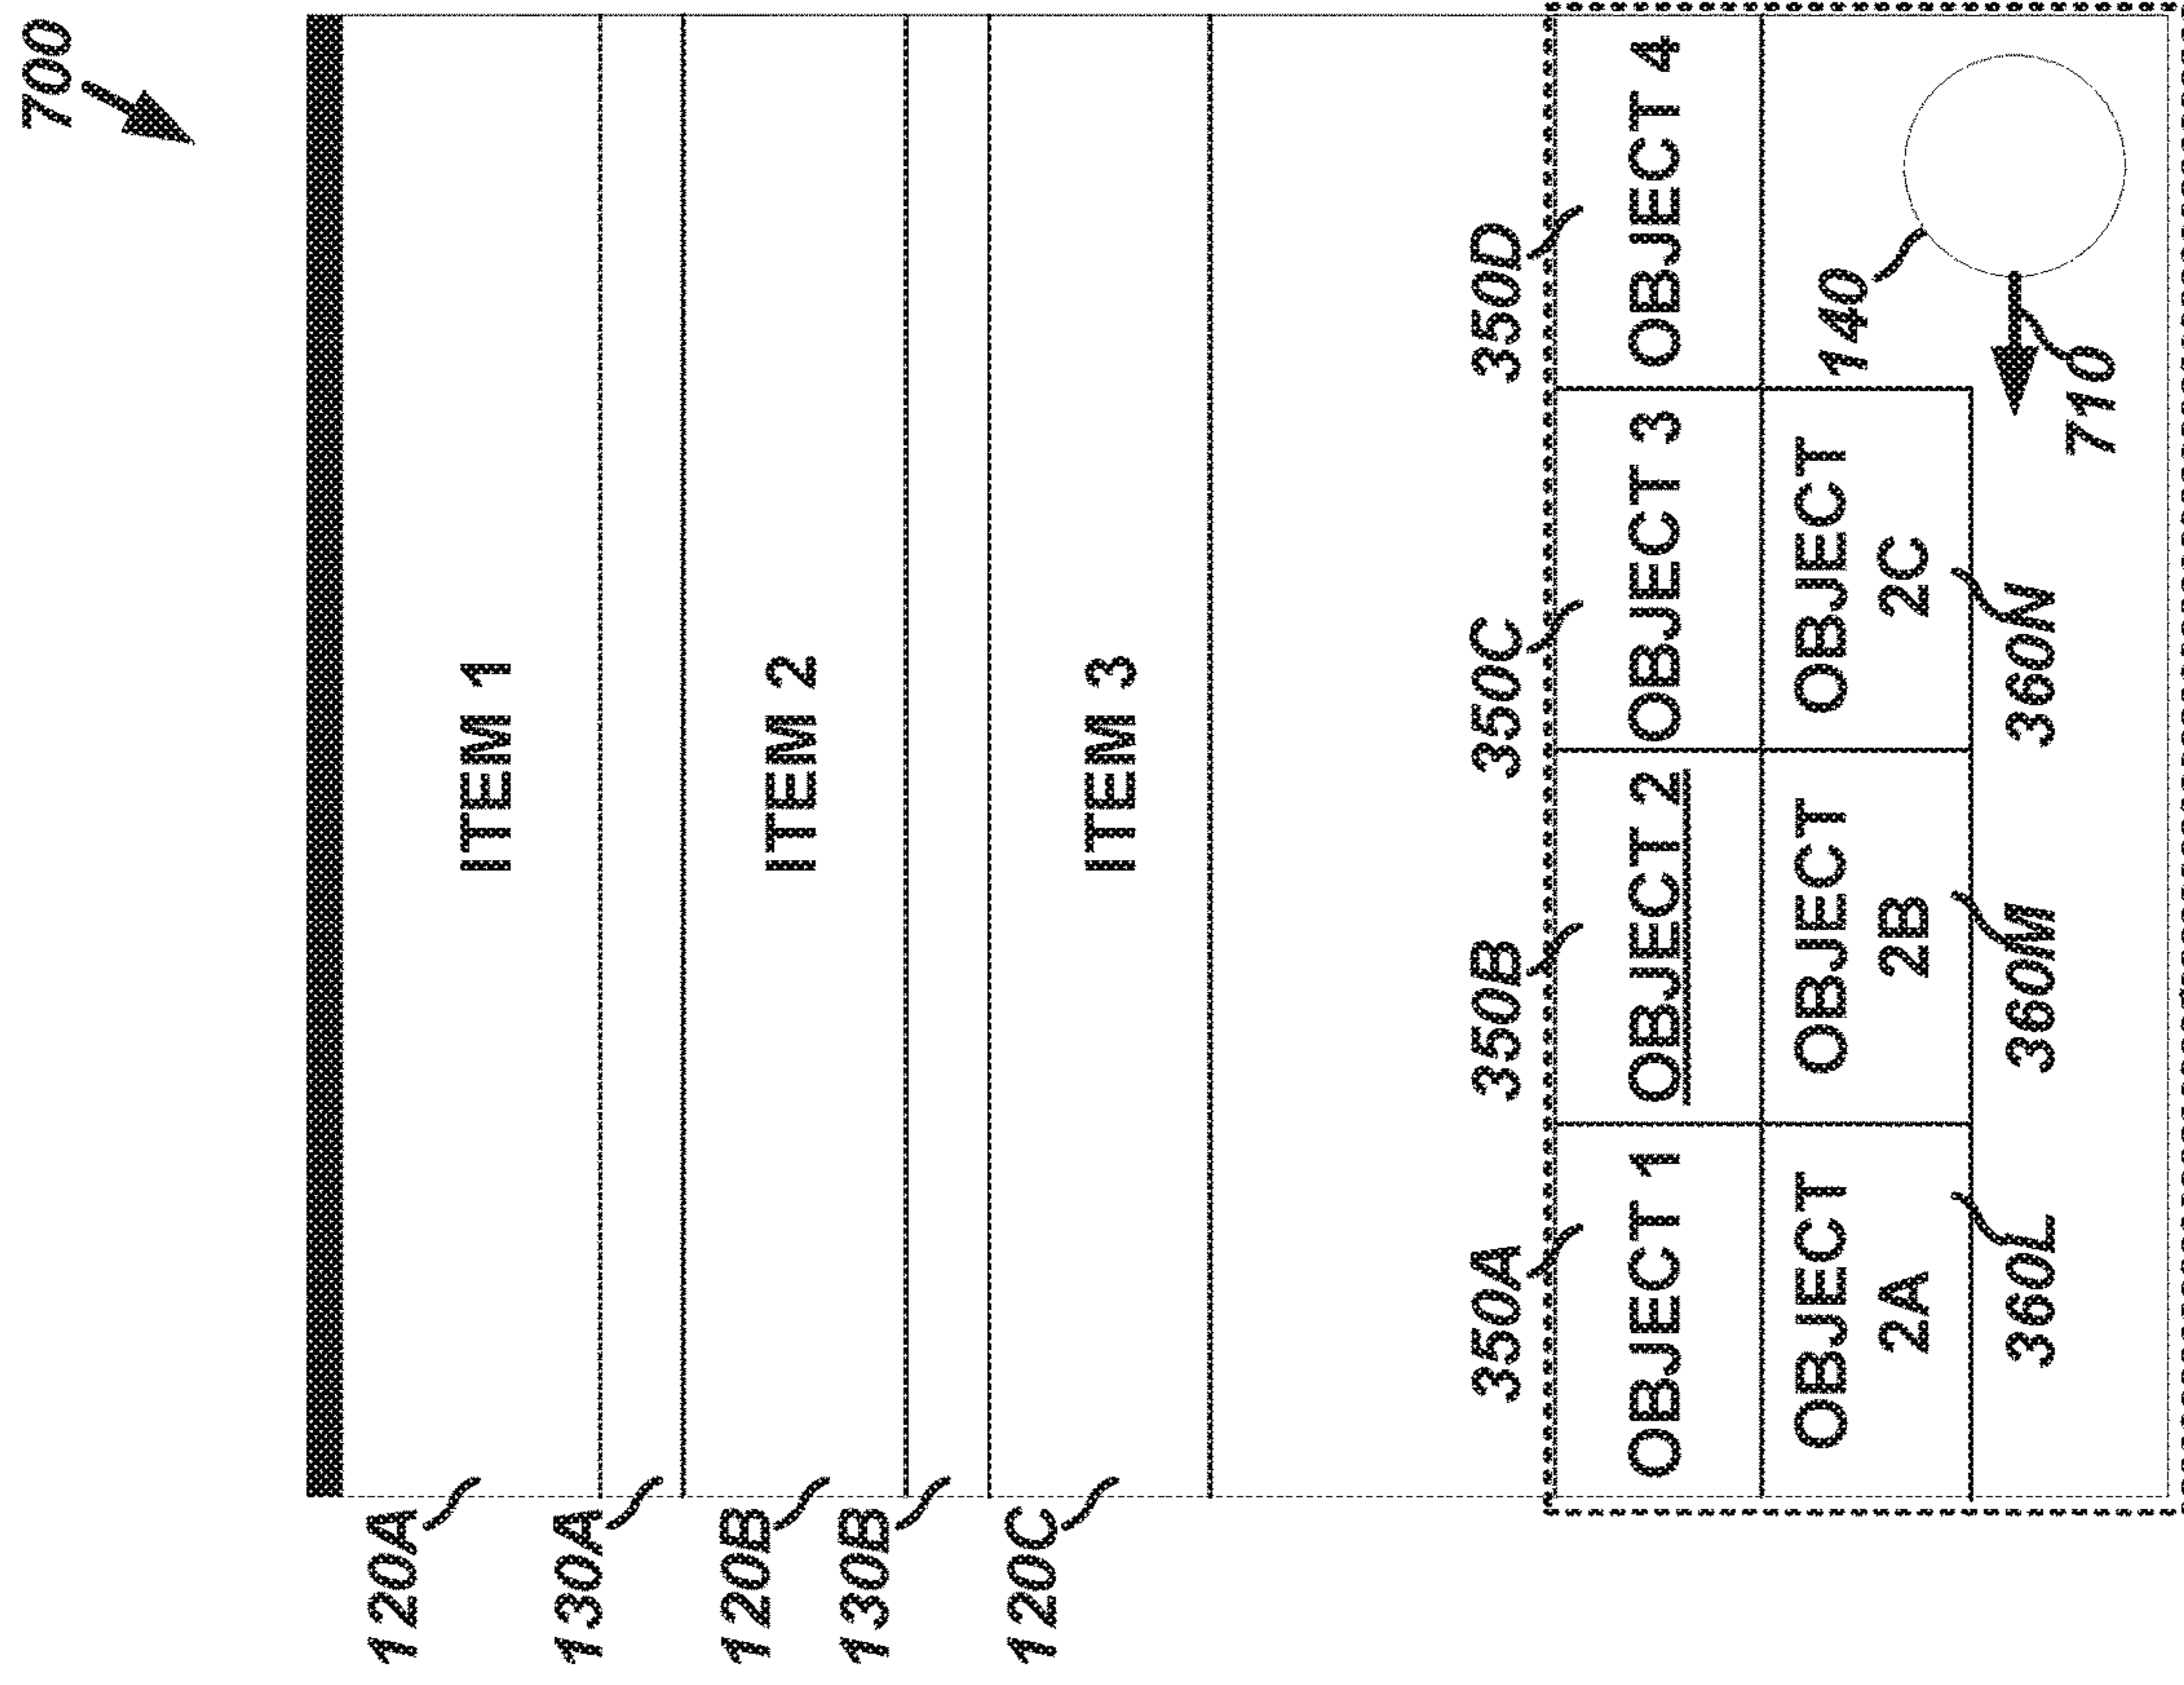 700
120A
ITEM 1
130A
120B
ITEM 2
130B
120C
ITEM 3
350A 350B 350C 350D
OBJECT 1 OBJECT 2 OBJECT 3 OBJECT 4
OBJECT 2A
OBJECT 2B
OBJECT 2C
140
360L 360M 360N
710